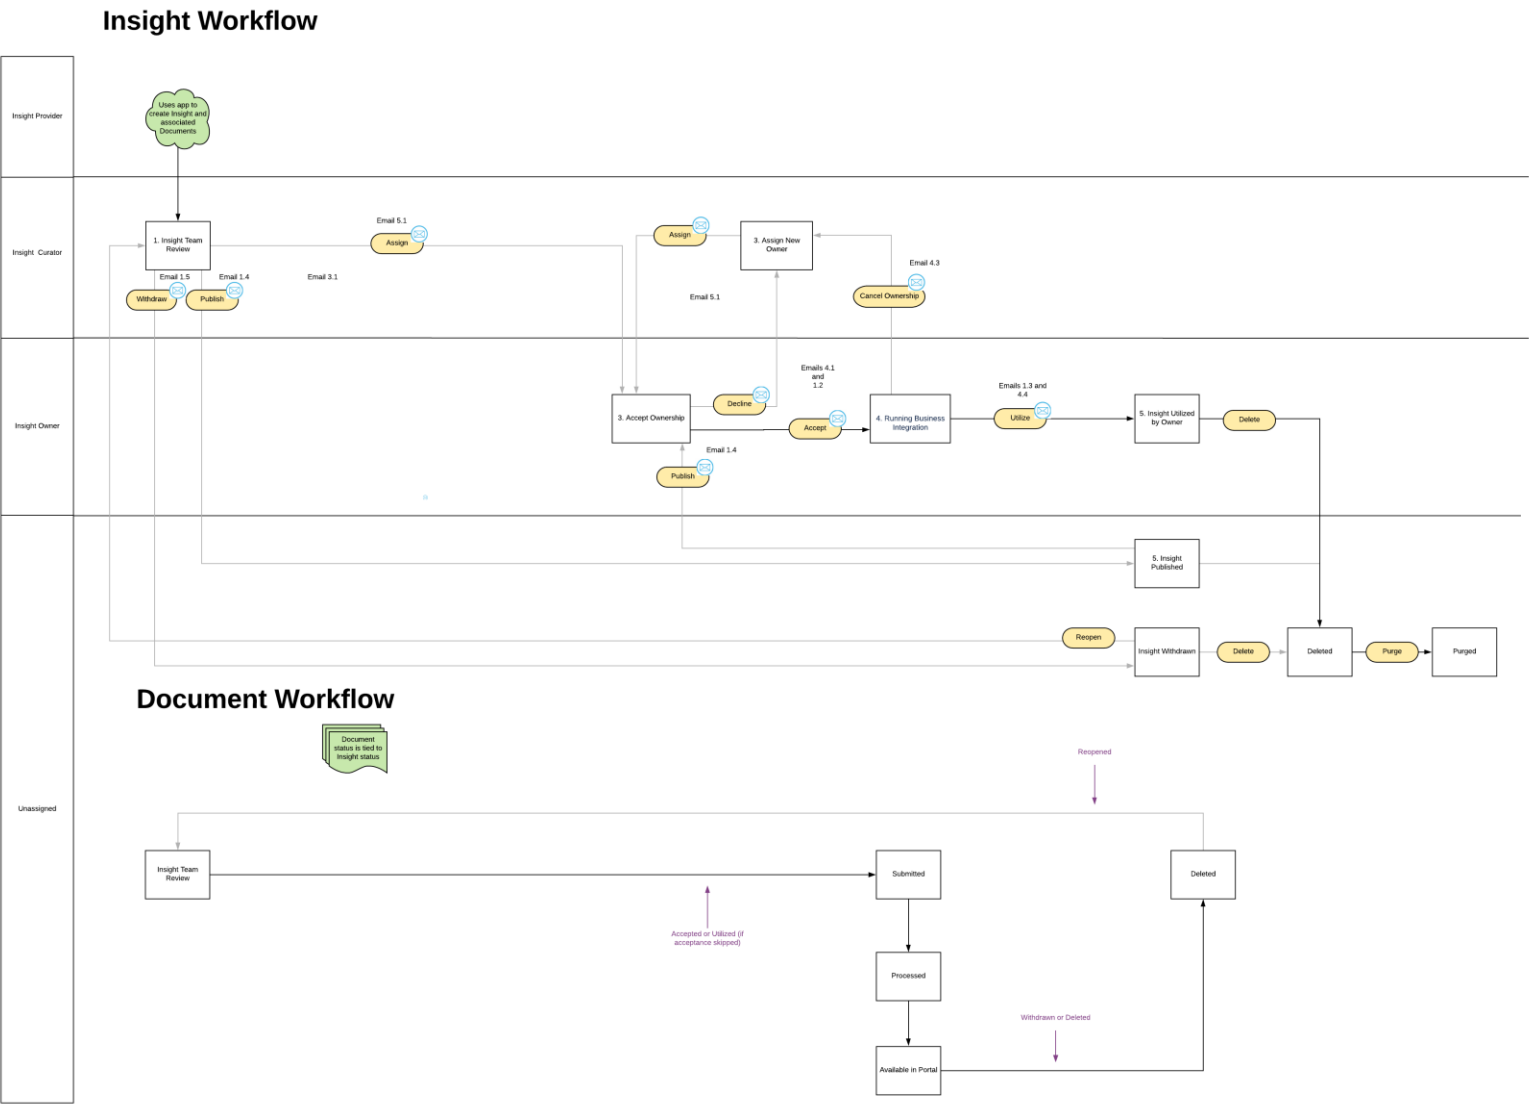 Insight Workflow
Insight Provider
Uses app to
create Insight and
associated
Documents
Insight Curator
1. Insight Team
Review
Email 5.1
Assign
Email 1.5
Email 1.4
Email 3.1
Withdraw
Publish
Assign
3. Assign New
Owner
Email 5.1
Email 4.3
Cancel Ownership
Insight Owner
3. Accept Ownership
Decline
Emails 4.1
and
1.2
Accept
4. Running Business
Integration
Emails 1.3 and
4.4
Utilize
5. Insight Utilized
by Owner
Delete
Email 1.4
Publish
Unassigned
5. Insight
Published
Reopen
Insight Withdrawn
Delete
Deleted
Purge
Purged
Document Workflow
Document
status is tied to
Insight status
Reopened
Insight Team
Review
Submitted
Deleted
Accepted or Utilized (if
acceptance skipped)
Processed
Withdrawn or Deleted
Available in Portal